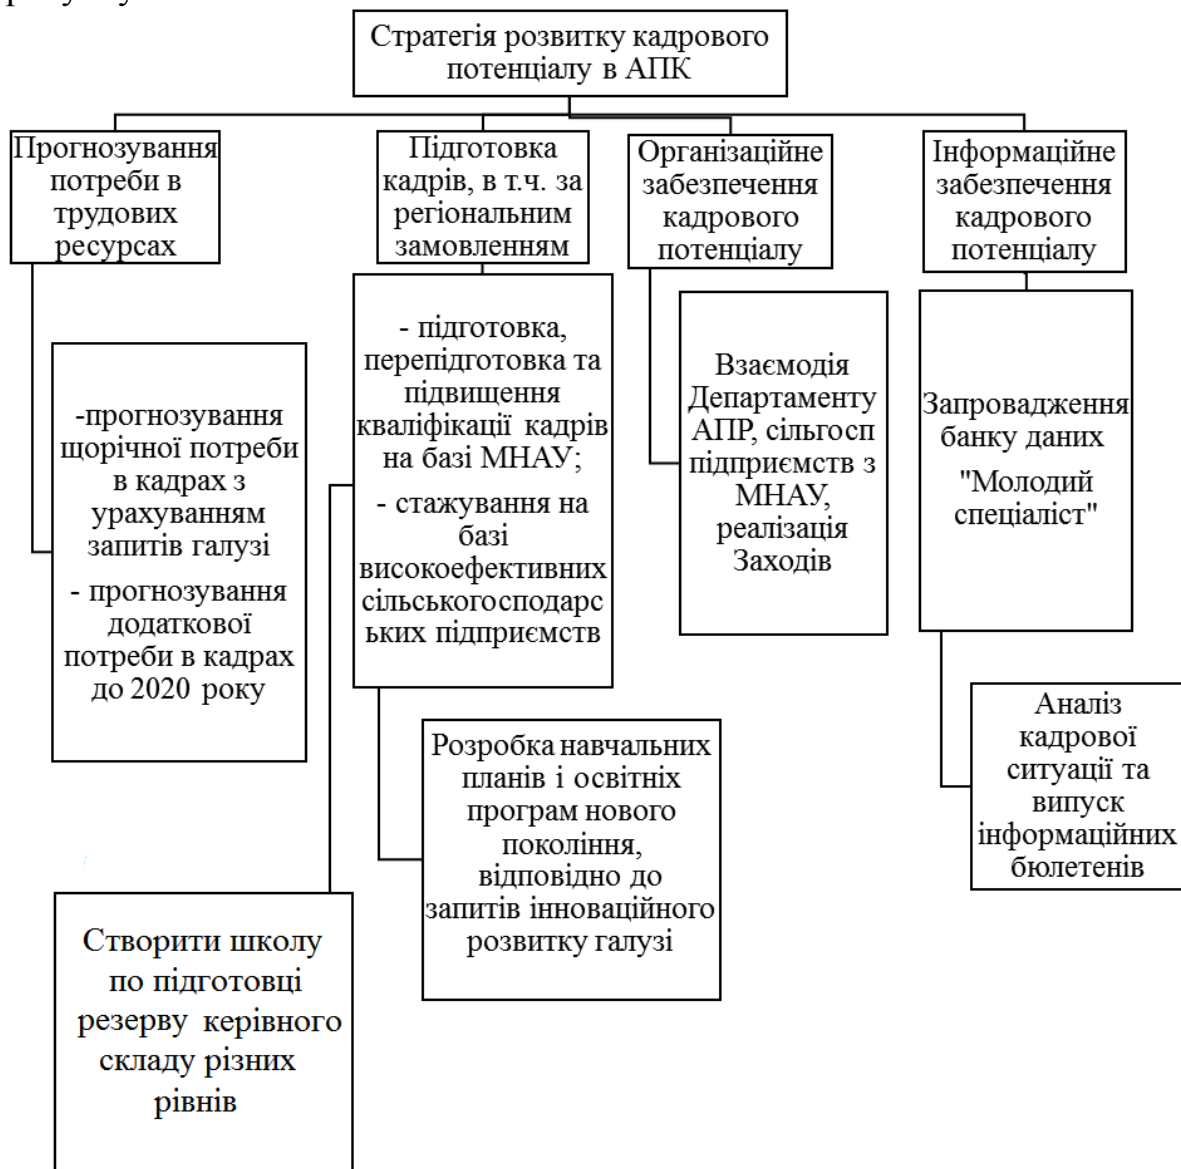 Стратегія розвитку кадрового
потенціалу в АПК
Прогнозування
потреби в
трудових
ресурсах
Підготовка
кадрів, в т.ч. за
регіональним
замовленням
Організаційне
забезпечення
кадрового
потенціалу
Інформаційне
забезпечення
кадрового
потенціалу
-прогнозування
щорічної потреби
в кадрах з
урахуванням
запитів галузі
- прогнозування
додаткової
потреби в кадрах
до 2020 року
- підготовка,
перепідготовка та
підвищення
кваліфікації кадрів
на базі МНАУ;
- стажування на
базі
високоефективних
сільськогосподарс
ьких підприємств
Взаємодія
Департаменту
АПР, сільгосп
підприємств з
МНАУ,
реалізація
Заходів
Запровадження
банку даних
"Молодий
спеціаліст"
Аналіз
кадрової
ситуації та
випуск
інформаційних
бюлетенів
Розробка навчальних
планів і освітніх
програм нового
покоління,
відповідно до
запитів інноваційного
розвитку галузі
Створити школу
по підготовці
резерву керівного
складу різних
рівнів